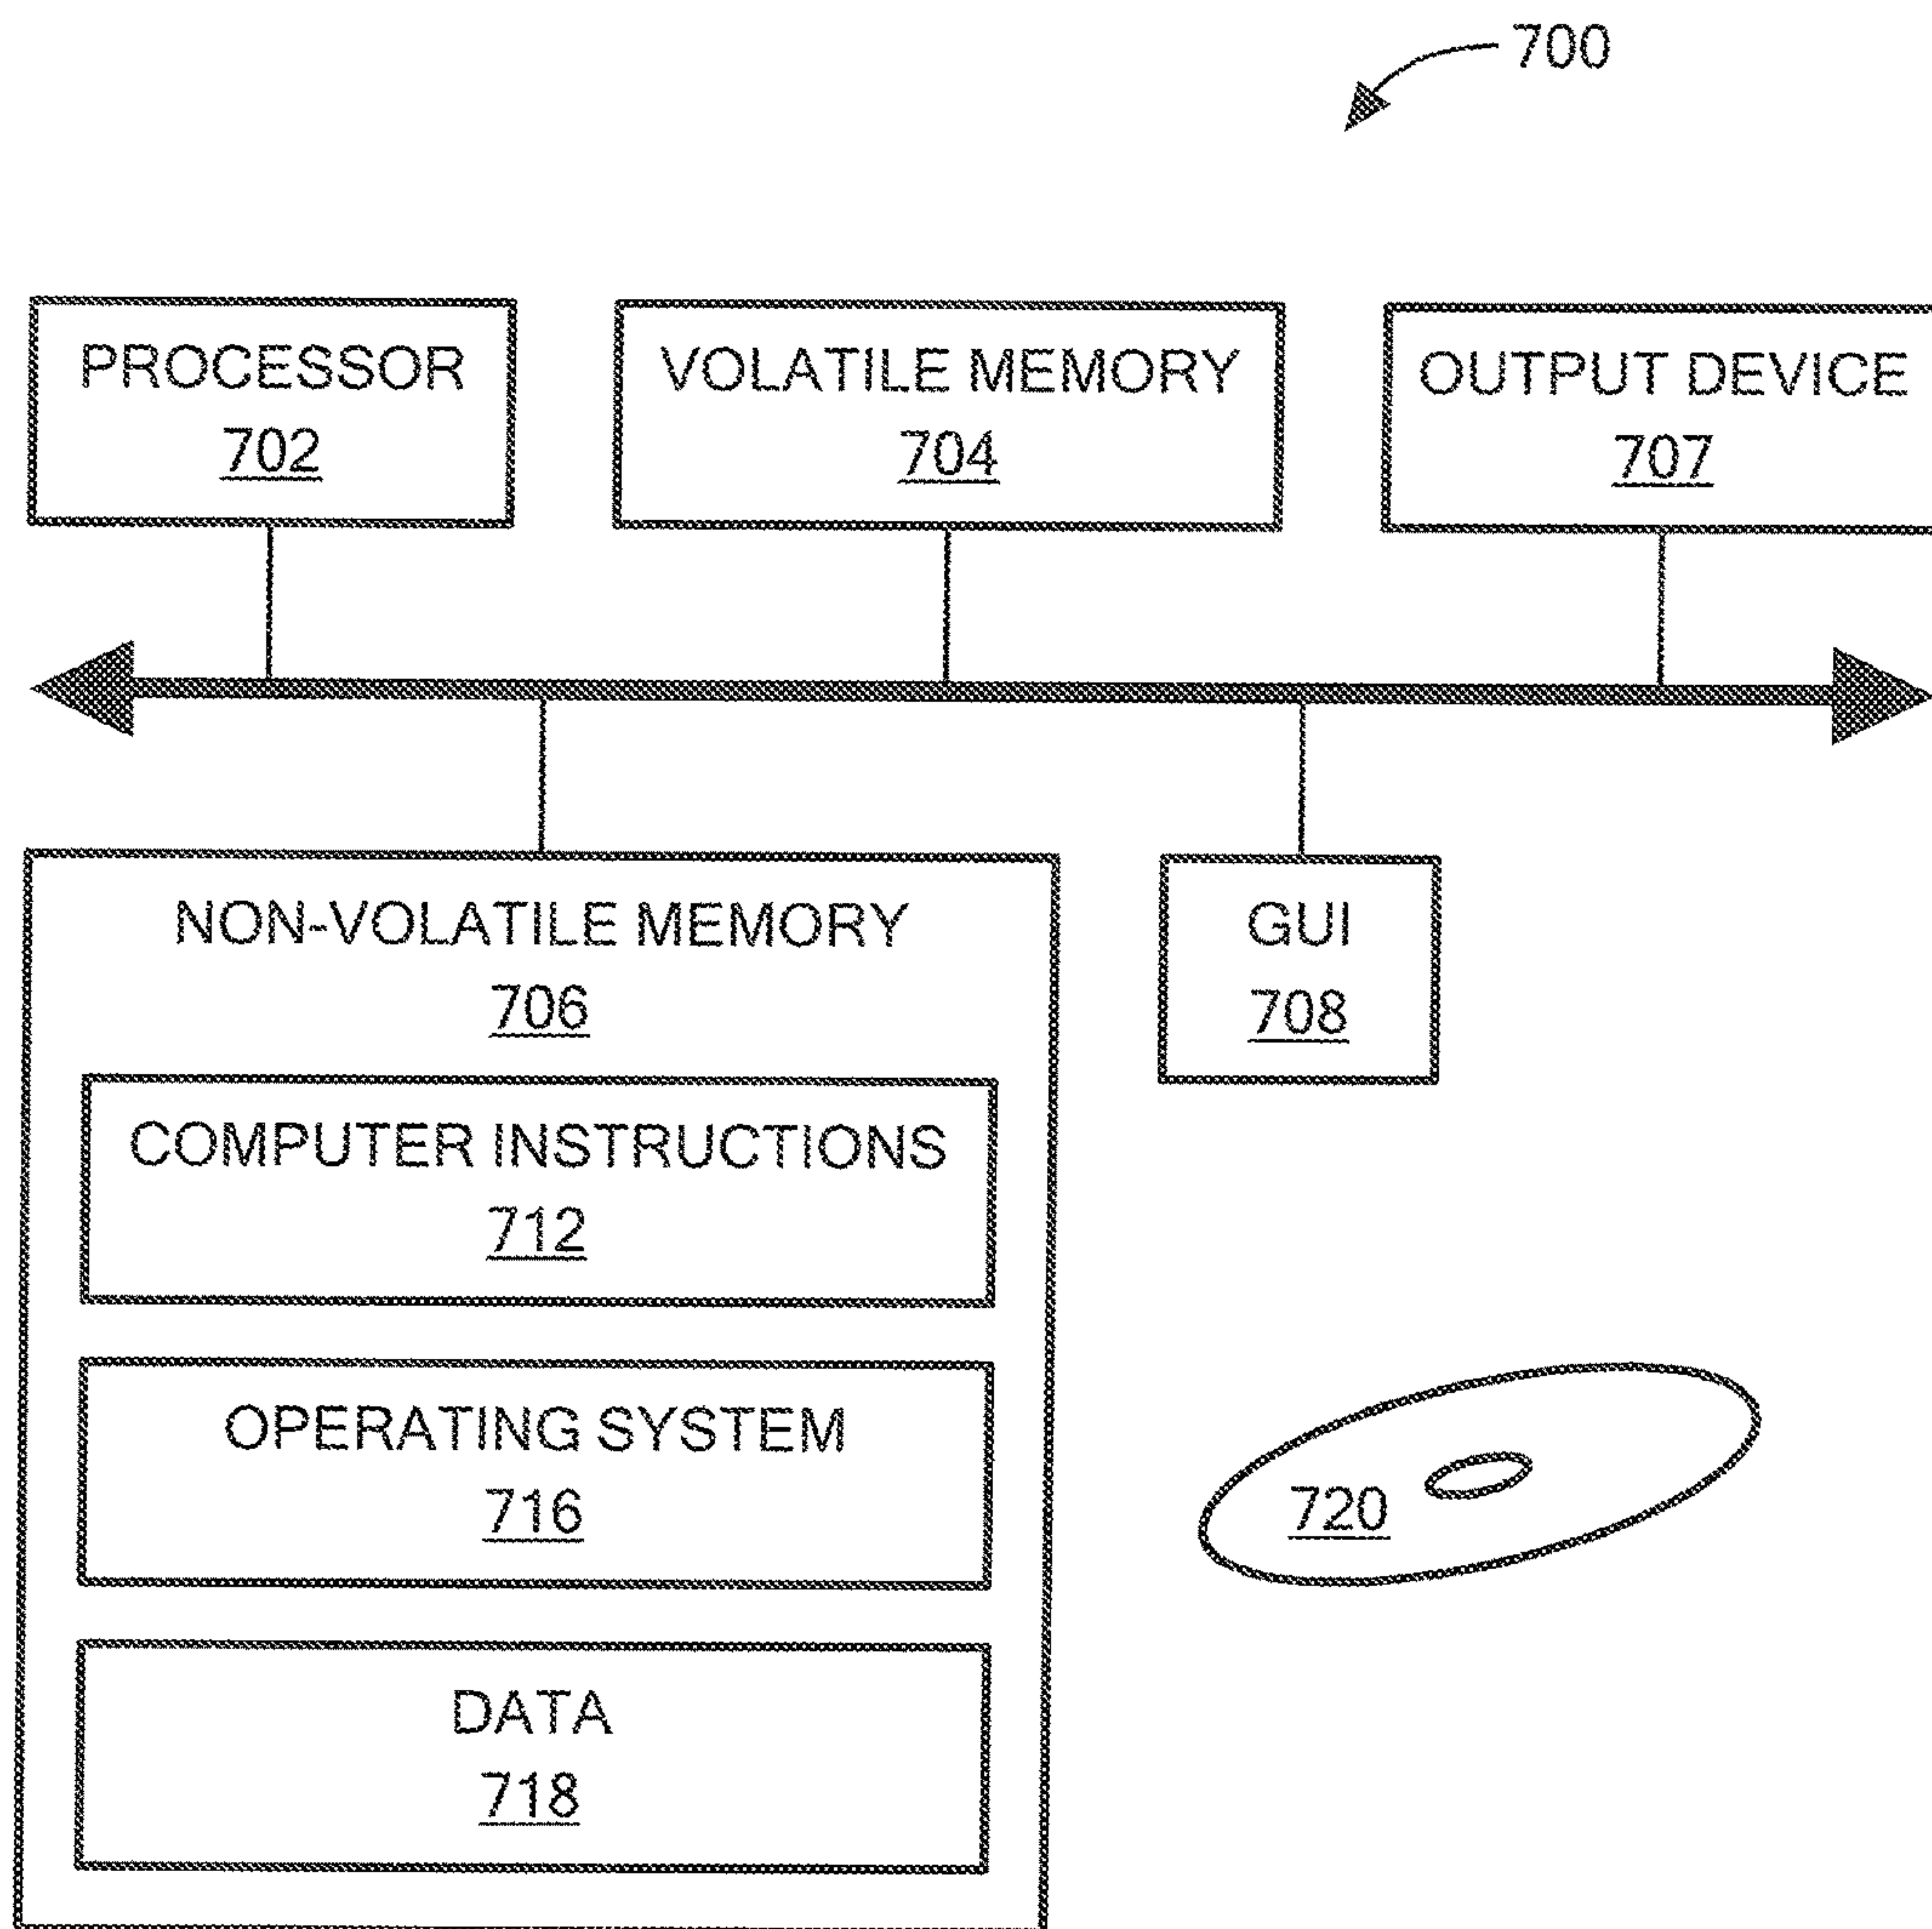 700
PROCESSOR
702
VOLATILE MEMORY
704
OUTPUT DEVICE
707
NON-VOLATILE MEMORY
706
GUI
708
COMPUTER INSTRUCTIONS
712
OPERATING SYSTEM
716
720
DATA
718